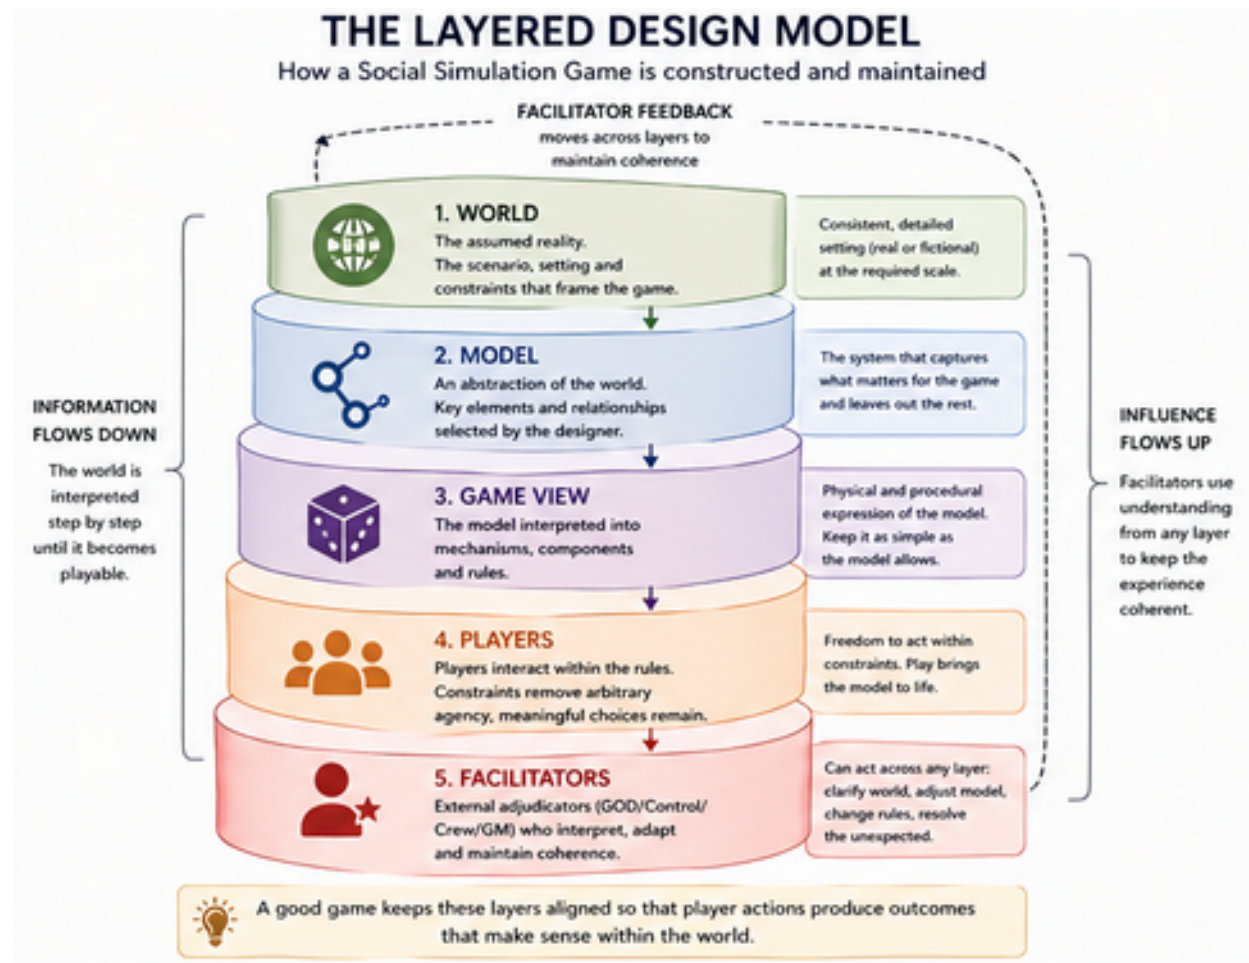 THE LAYERED DESIGN MODEL
How a Social Simulation Game is constructed and maintained
FACILITATOR FEEDBACK
moves across layers to
maintain coherence
1. WORLD
The assumed reality.
The scenario, setting and
constraints that frame the game.
Consistent, detailed
setting (real or fictional)
at the required scale.
2. MODEL
An abstraction of the world.
Key elements and relationships
selected by the designer.
The system that captures
what matters for the game
and leaves out the rest.
INFORMATION
FLOWS DOWN
The world is
interpreted
step by step
until it becomes
playable.
3. GAME VIEW
The model interpreted into
mechanisms, components
and rules.
Physical and procedural
expression of the model.
Keep it as simple as
the model allows.
INFLUENCE
FLOWS UP
Facilitators use
understanding
from any layer
to keep the
experience
coherent.
4. PLAYERS
Players interact within the rules.
Constraints remove arbitrary
agency, meaningful choices remain.
Freedom to act within
constraints. Play brings
the model to life.
5. FACILITATORS
External adjudicators (GOD/Control/
Crew/GM) who interpret, adapt
and maintain coherence.
Can act across any layer:
clarify world, adjust model,
change rules, resolve
the unexpected.
A good game keeps these layers aligned so that player actions produce outcomes
that make sense within the world.